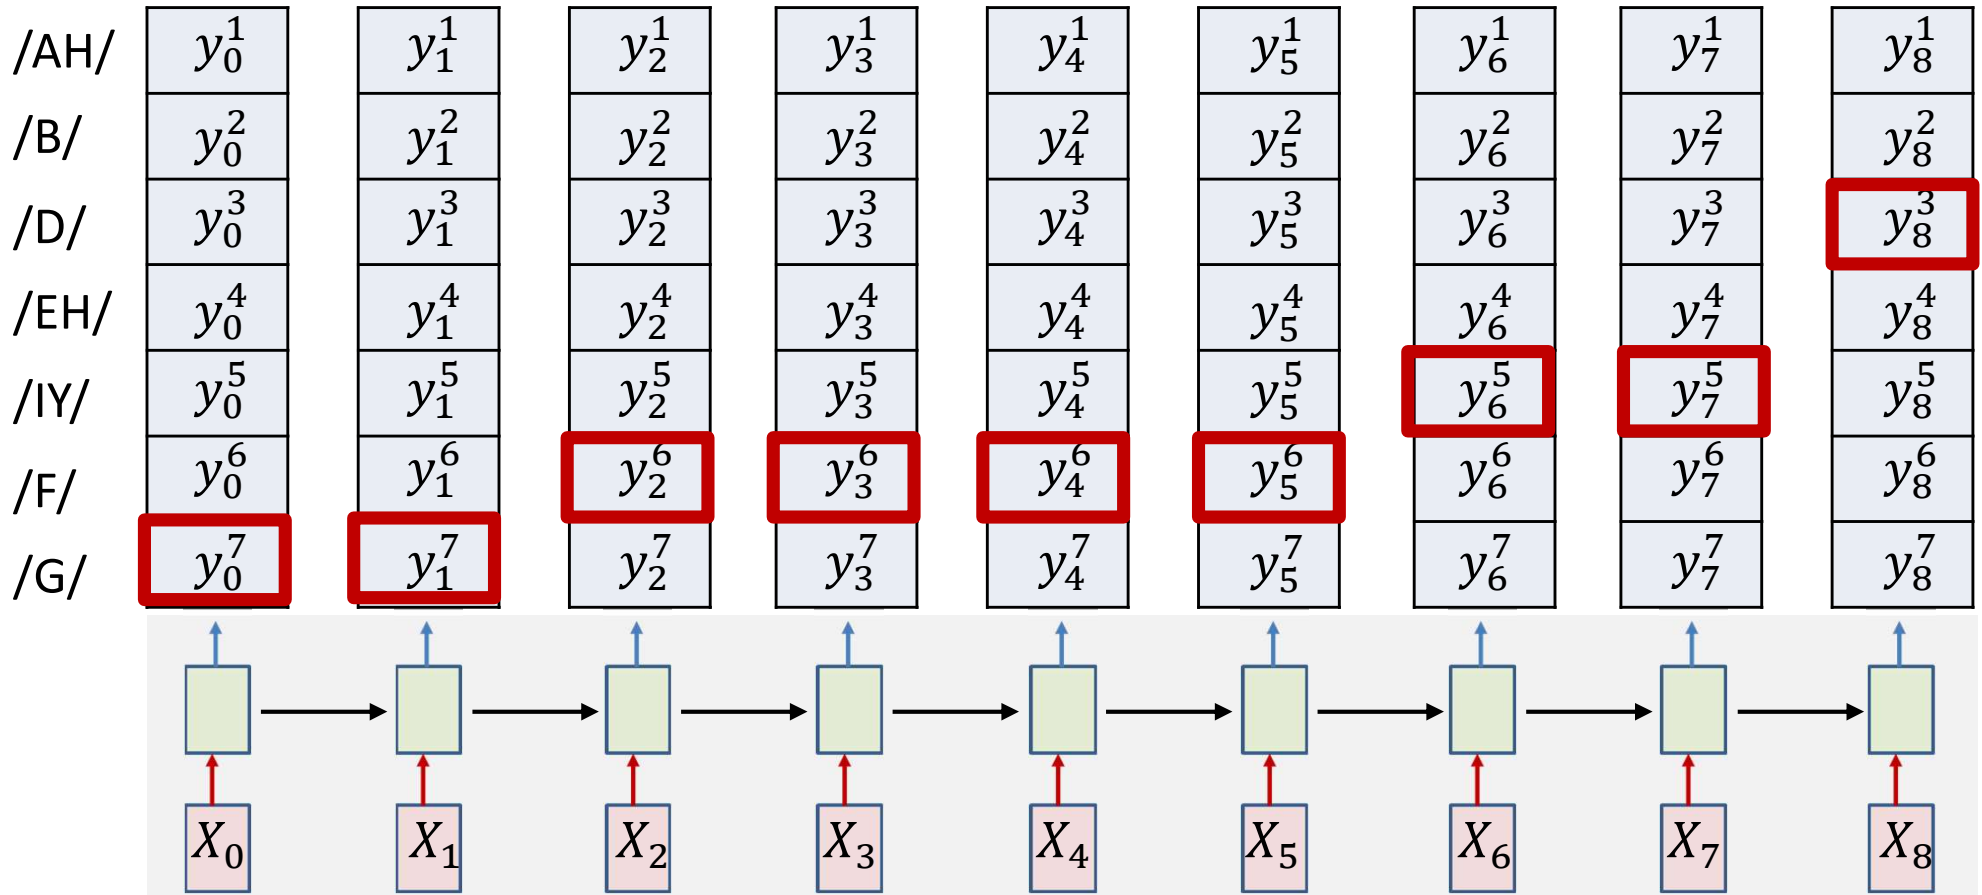 /AH/ y_0^1 y_1^1 y_2^1 y_3^1 y_4^1 y_5^1 y_6^1 y_7^1 y_8^1
/B/ y_0^2 y_1^2 y_2^2 y_3^2 y_4^2 y_5^2 y_6^2 y_7^2 y_8^2
/D/ y_0^3 y_1^3 y_2^3 y_3^3 y_4^3 y_5^3 y_6^3 y_7^3 y_8^3
/EH/ y_0^4 y_1^4 y_2^4 y_3^4 y_4^4 y_5^4 y_6^4 y_7^4 y_8^4
/IY/ y_0^5 y_1^5 y_2^5 y_3^5 y_4^5 y_5^5 y_6^5 y_7^5 y_8^5
/F/ y_0^6 y_1^6 y_2^6 y_3^6 y_4^6 y_5^6 y_6^6 y_7^6 y_8^6
/G/ y_0^7 y_1^7 y_2^7 y_3^7 y_4^7 y_5^7 y_6^7 y_7^7 y_8^7
X_0 X_1 X_2 X_3 X_4 X_5 X_6 X_7 X_8